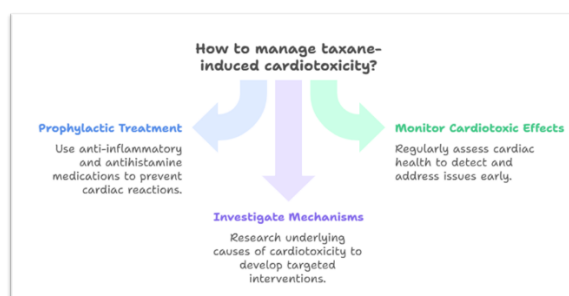 How to manage taxane-
induced cardiotoxicity?
Prophylactic Treatment
Use anti-inflammatory
and antihistamine
medications to prevent
cardiac reactions.
Monitor Cardiotoxic Effects
Regularly assess cardiac
health to detect and
address issues early.
Investigate Mechanisms
Research underlying
causes of cardiotoxicity to
develop targeted
interventions.